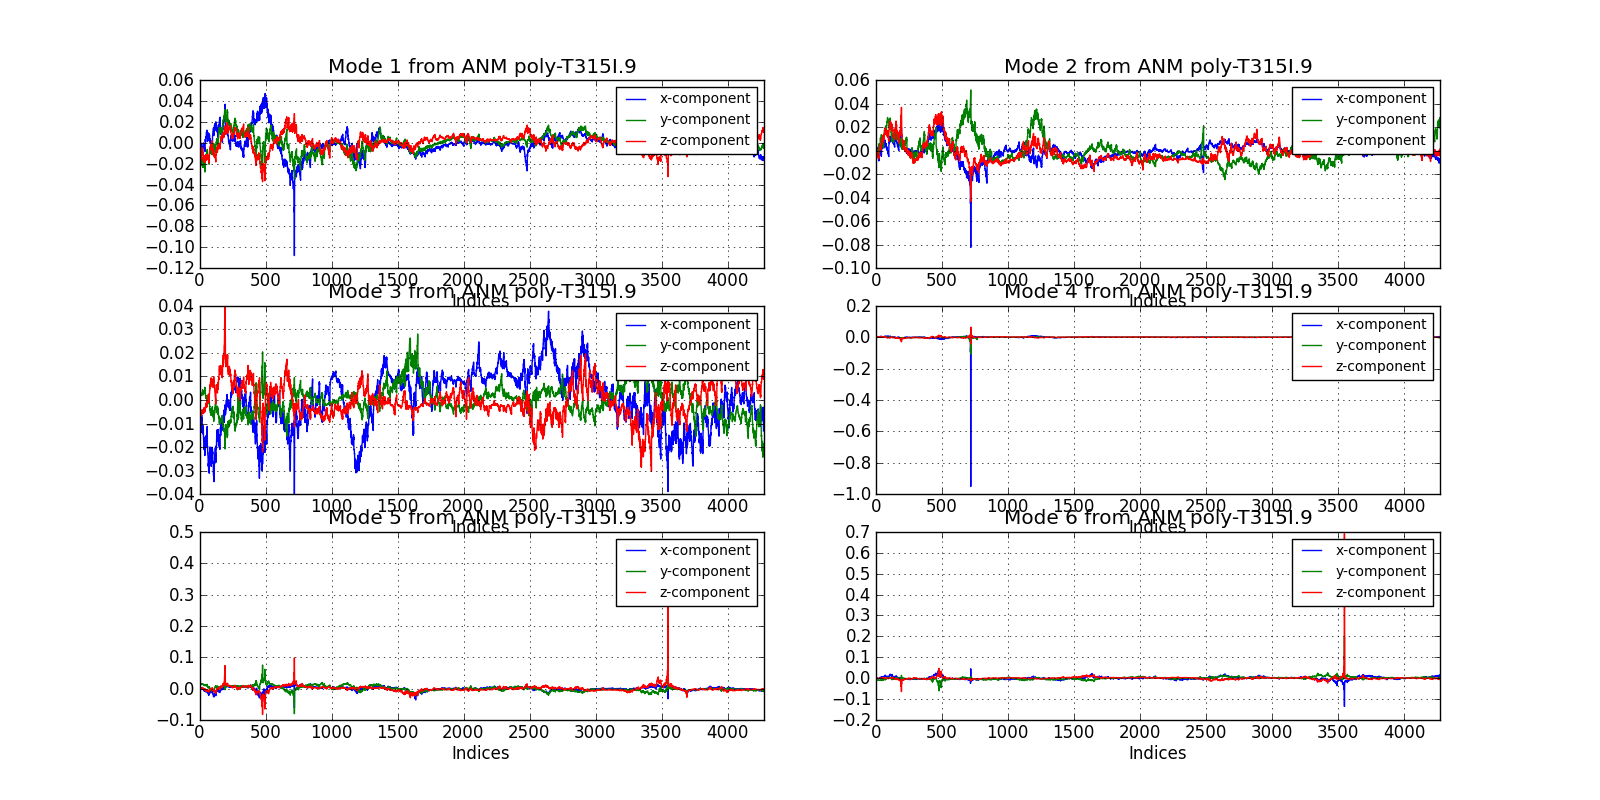 Mode 1 from ANM poly-T315I.9
0.06
0.04
0.02
0.00
−0.02
−0.04
−0.06
−0.08
−0.10
−0.12
0 500 1000 1500 2000 2500 3000 3500 4000
Indices
x-component
y-component
z-component
Mode 2 from ANM poly-T315I.9
0.06
0.04
0.02
0.00
−0.02
−0.04
−0.06
−0.08
−0.10
0 500 1000 1500 2000 2500 3000 3500 4000
Indices
x-component
y-component
z-component
Mode 3 from ANM poly-T315I.9
0.04
0.03
0.02
0.01
0.00
−0.01
−0.02
−0.03
−0.04
0 500 1000 1500 2000 2500 3000 3500 4000
Indices
x-component
y-component
z-component
Mode 4 from ANM poly-T315I.9
0.2
0.0
−0.2
−0.4
−0.6
−0.8
−1.0
0 500 1000 1500 2000 2500 3000 3500 4000
Indices
x-component
y-component
z-component
Mode 5 from ANM poly-T315I.9
0.5
0.4
0.3
0.2
0.1
0.0
−0.1
0 500 1000 1500 2000 2500 3000 3500 4000
Indices
x-component
y-component
z-component
Mode 6 from ANM poly-T315I.9
0.7
0.6
0.5
0.4
0.3
0.2
0.1
0.0
−0.1
−0.2
0 500 1000 1500 2000 2500 3000 3500 4000
Indices
x-component
y-component
z-component